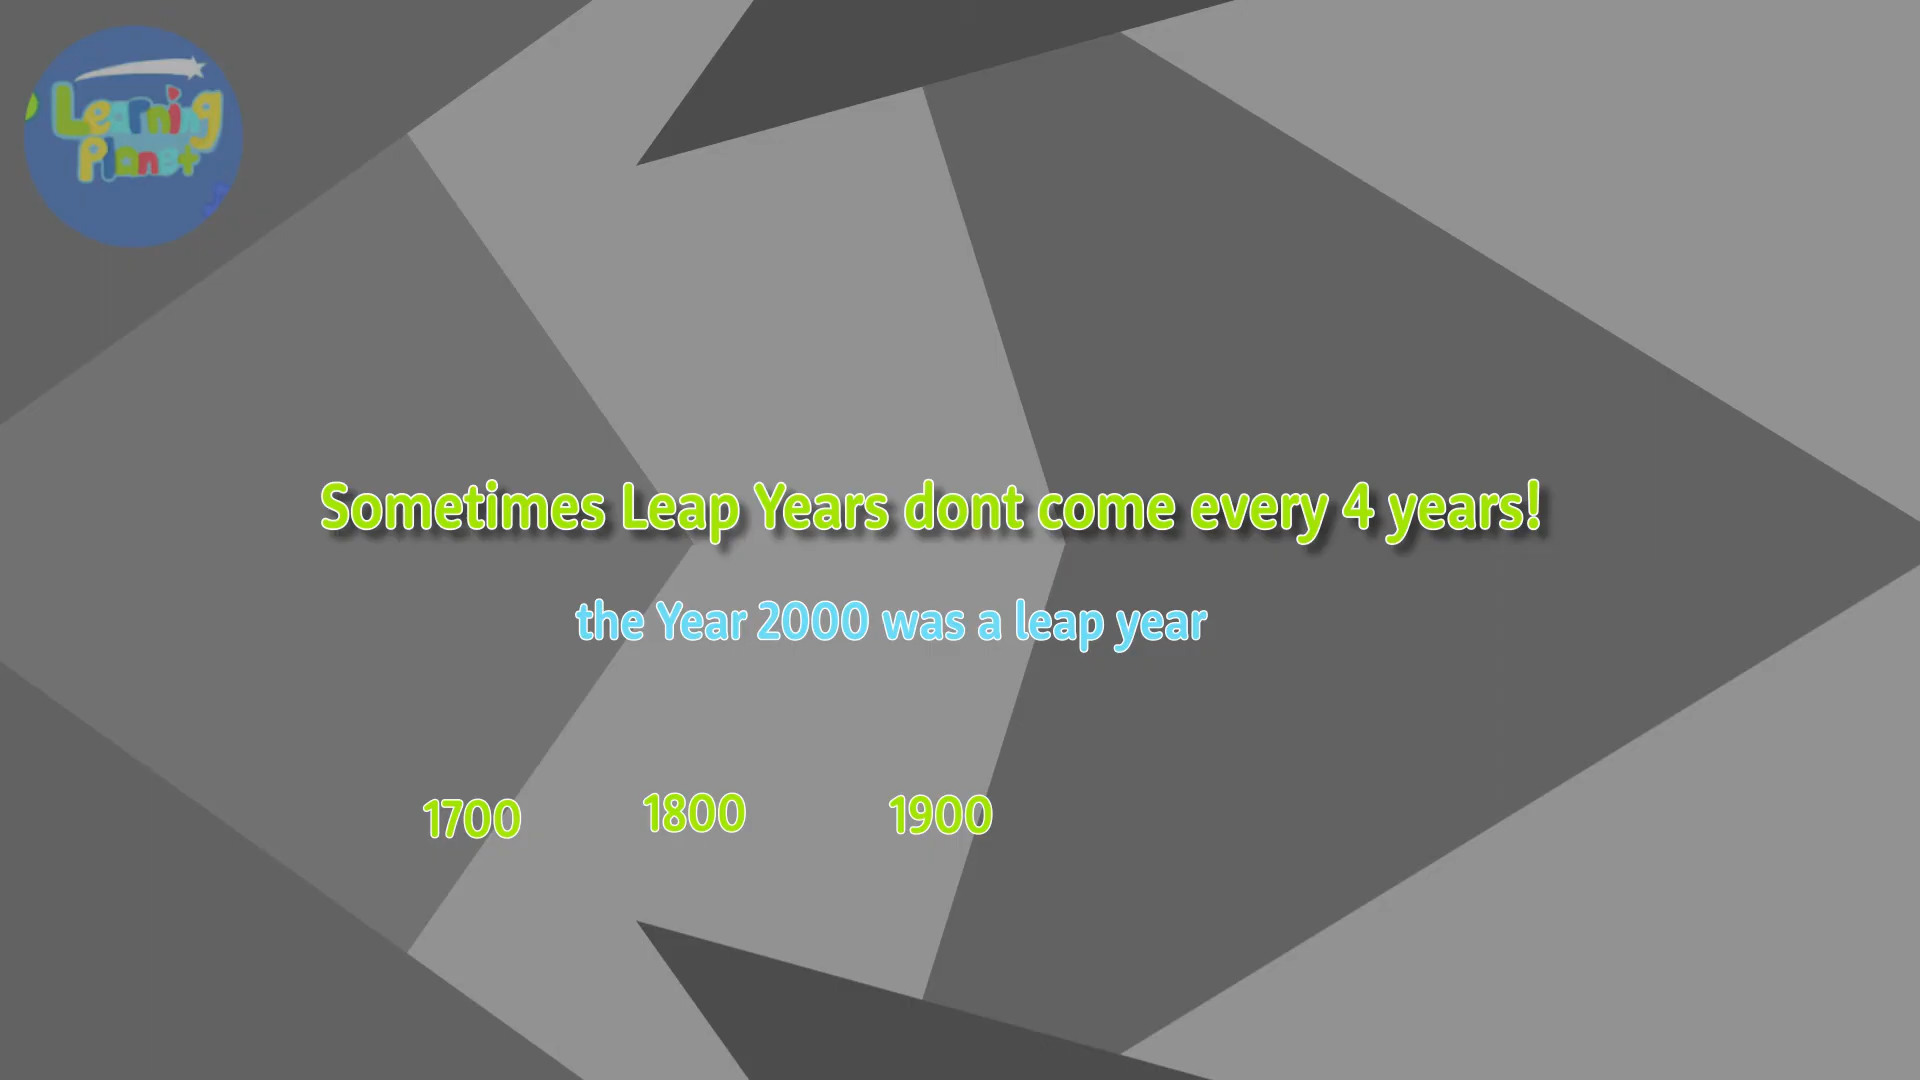 Learning
Planet
Sometimes Leap Years dont come every 4 years!
the Year 2000 was a leap year
1700 1800 1900